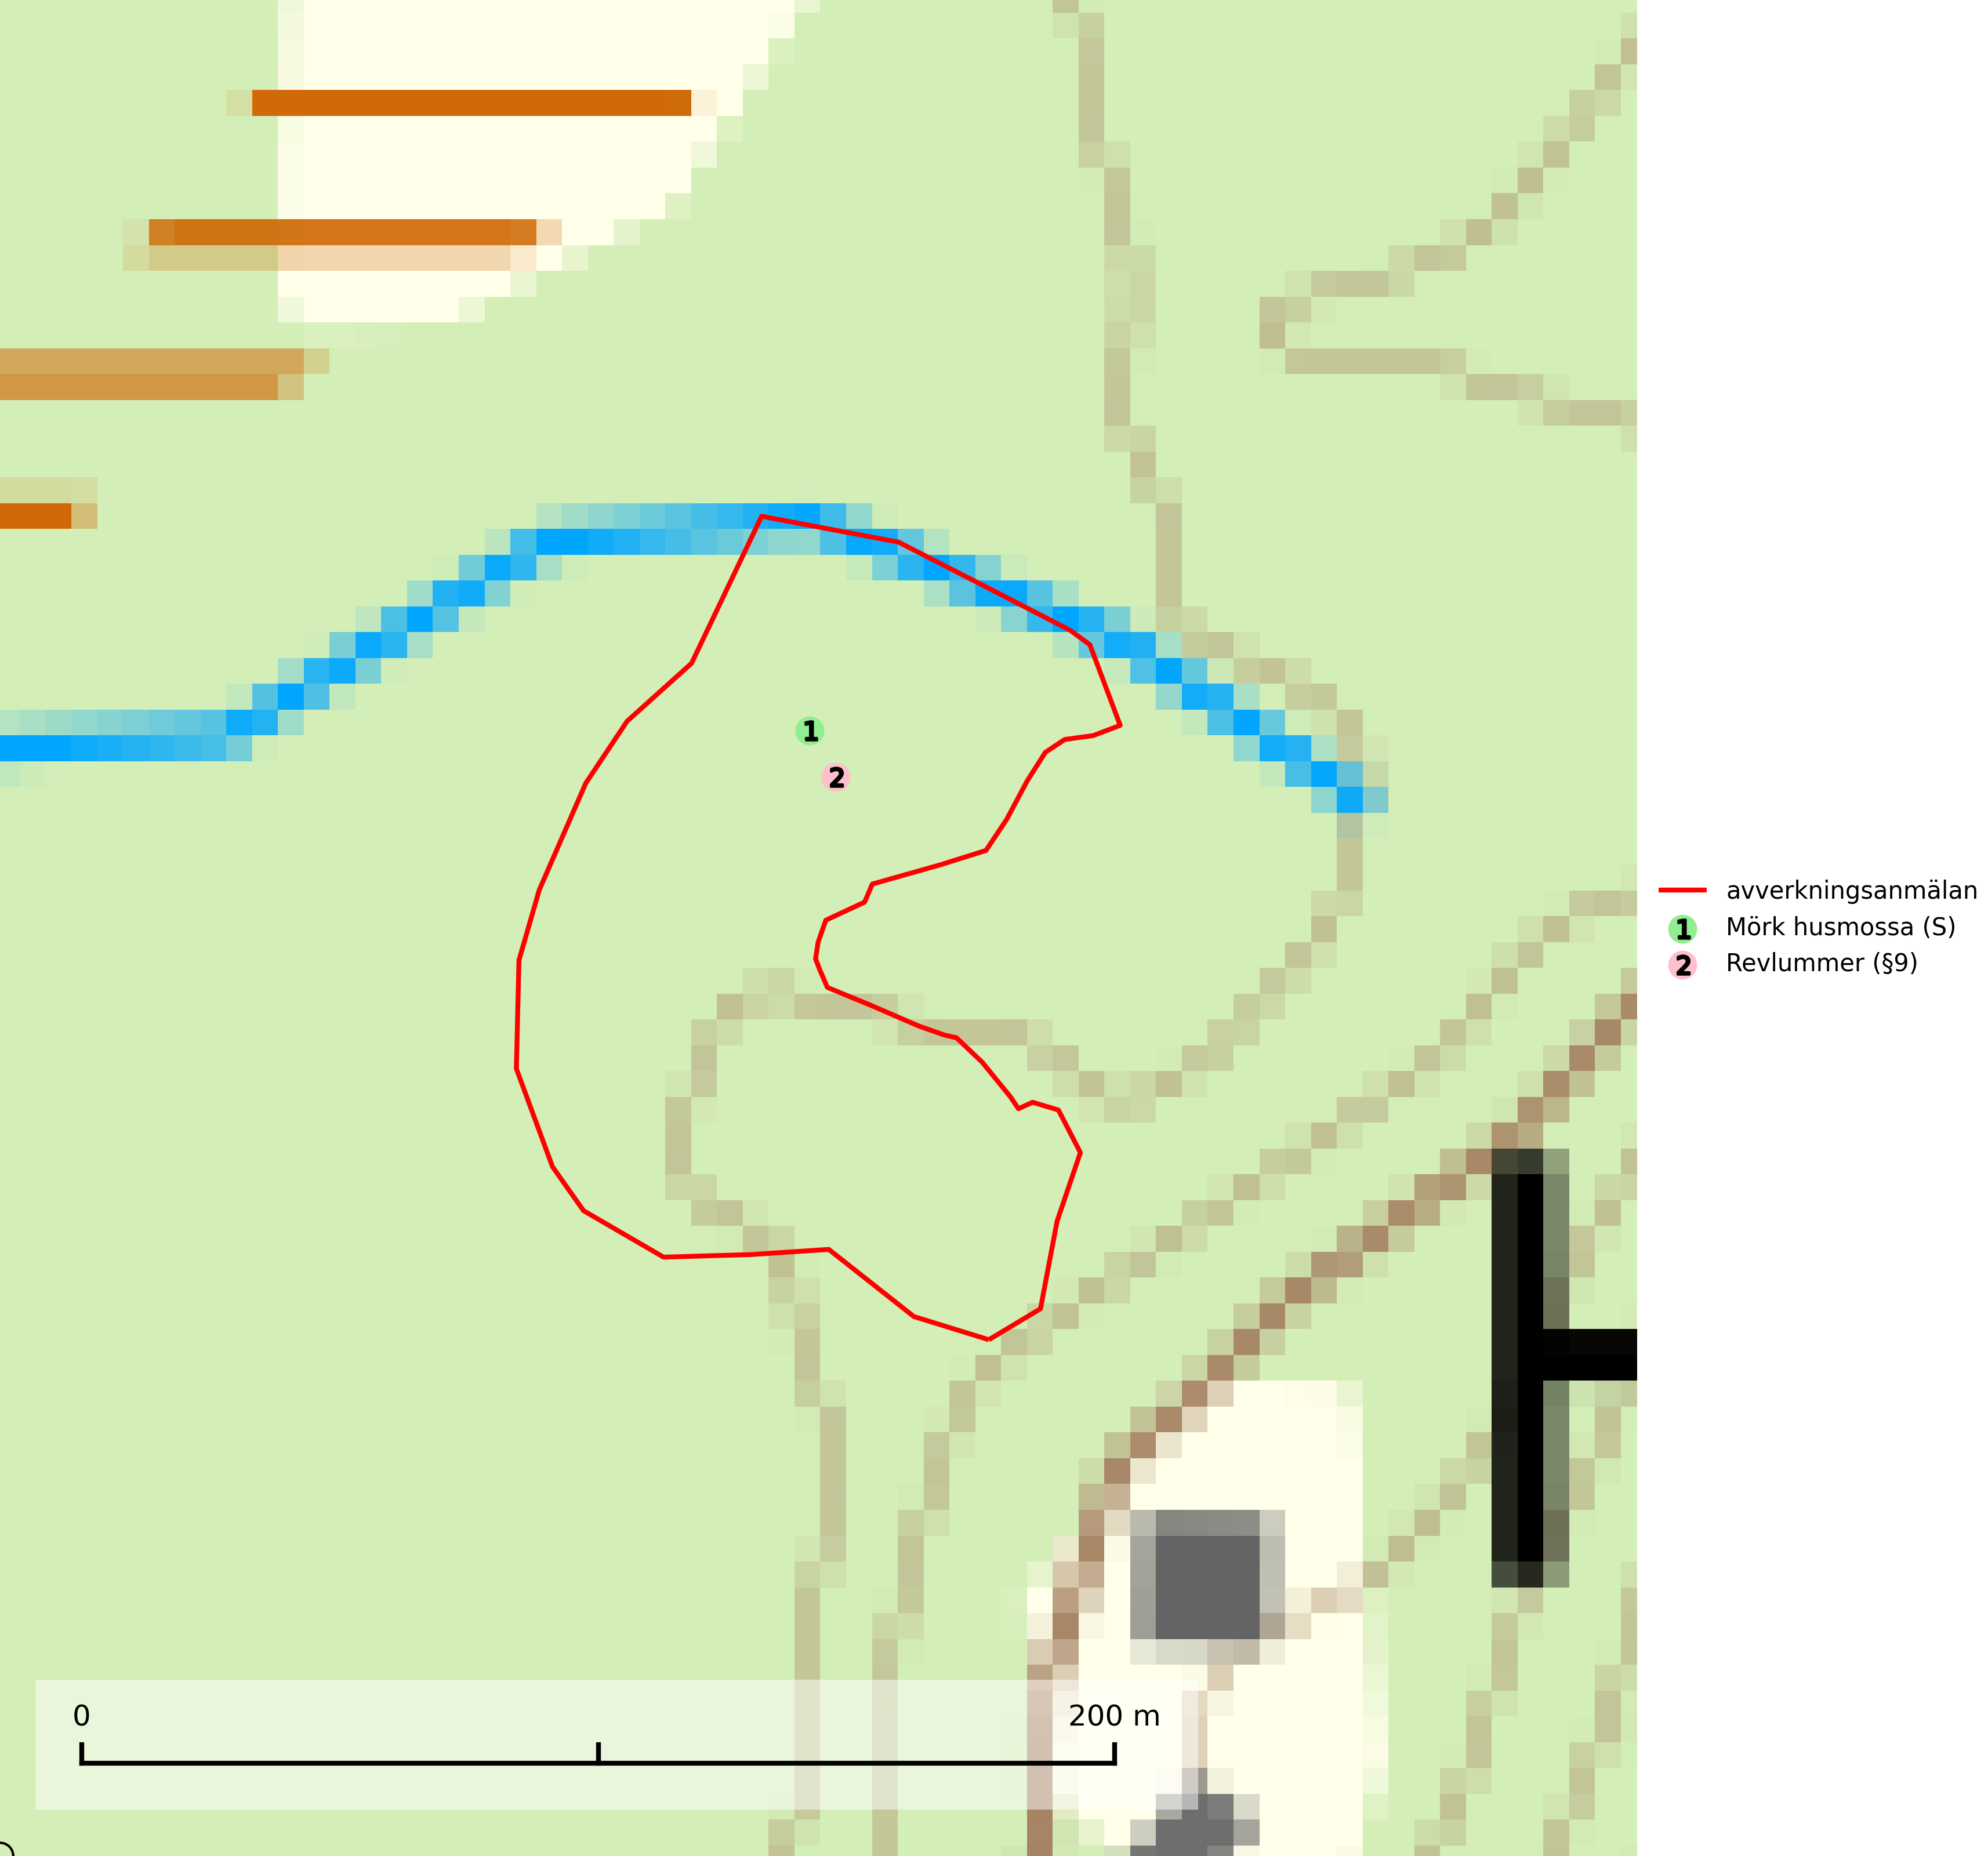 1
2
avverkningsanmälan
1 Mörk husmossa (S)
2 Revlummer (§9)
0 200 m